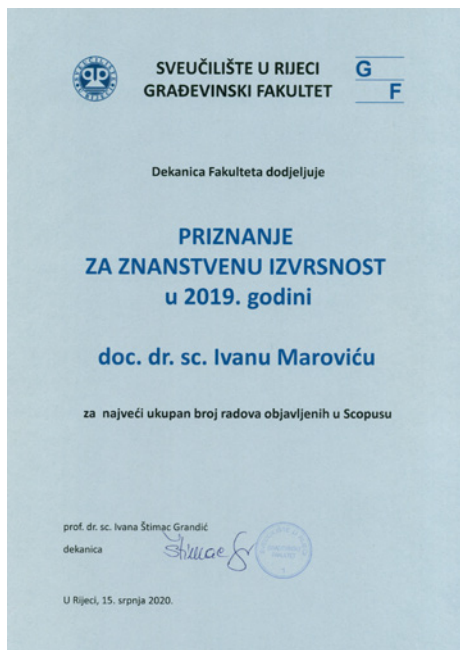 SVEUČILIŠTE U RIJECI
GRAĐEVINSKI FAKULTET
G
F
Dekanica Fakulteta dodjeljuje
PRIZNANJE
ZA ZNANSTVENU IZVRSNOST
u 2019. godini
doc. dr. sc. Ivanu Maroviću
za najveći ukupan broj radova objavljenih u Scopusu
prof. dr. sc. Ivana Štimac Grandić
dekanica
U Rijeci, 15. srpnja 2020.